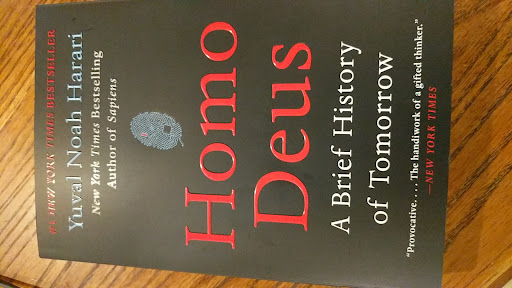 A NEW YORK TIMES BESTSELLER
Yuval Noah Harari
New York Times Bestselling
Author of Sapiens
Homo
Deus
A Brief History
of Tomorrow
“Provocative. . . . The handiwork of a gifted thinker.”
—NEW YORK TIMES